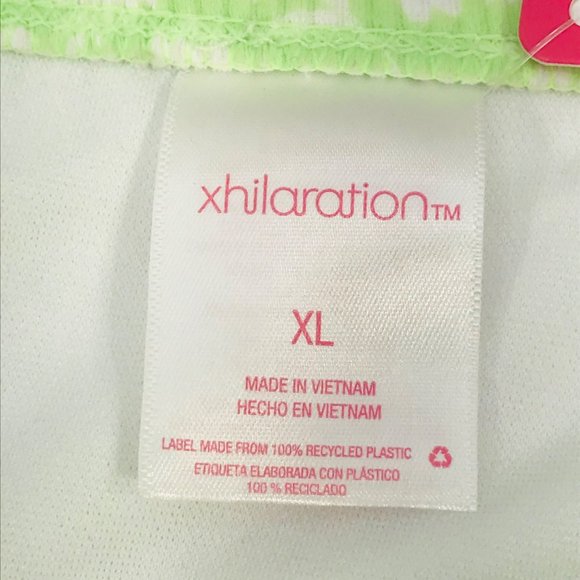 xhilaration™
XL
MADE IN VIETNAM
HECHO EN VIETNAM
LABEL MADE FROM 100% RECYCLED PLASTIC
ETIQUETA ELABORADA CON PLÁSTICO
100 % RECICLADO